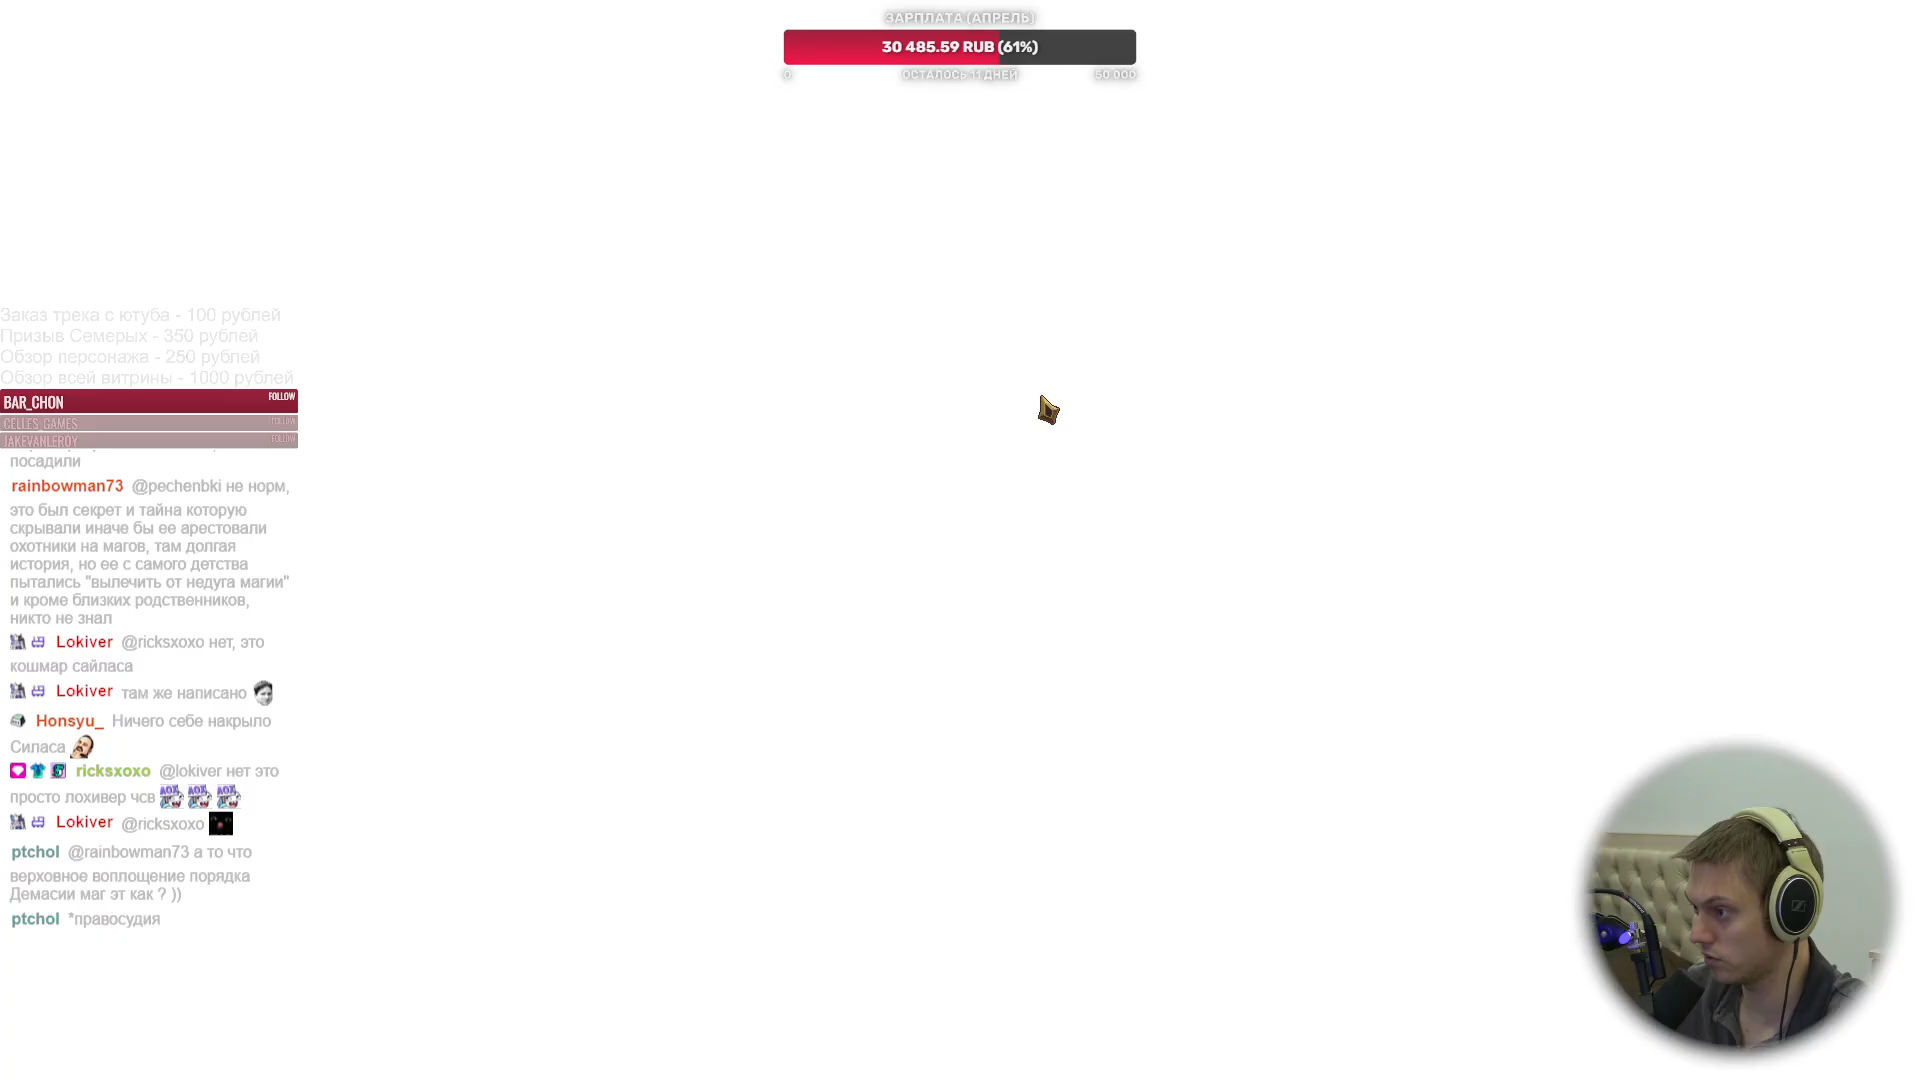 ЗАРПЛАТА (АПРЕЛЬ)
30 485.59 RUB (61%)
0 ОСТАЛОСЬ 11 ДНЕЙ 50 000
Заказ трека с ютуба - 100 рублей
Призыв Семерых - 350 рублей
Обзор персонажа - 250 рублей
Обзор всей витрины - 1000 рублей
BAR_CHON FOLLOW
CELLES_GAMES FOLLOW
JAKEVANLEROY FOLLOW
посадили
rainbowman73 @pechenbki не норм,
это был секрет и тайна которую
скрывали иначе бы ее арестовали
охотники на магов, там долгая
история, но ее с самого детства
пытались "вылечить от недуга магии"
и кроме близких родственников,
никто не знал
Lokiver @ricksxoxo нет, это
кошмар сайласа
Lokiver там же написано
Honsyu_ Ничего себе накрыло
Силаса
ricksxoxo @lokiver нет это
просто лохивер чсв
Lokiver @ricksxoxo
ptchol @rainbowman73 а то что
верховное воплощение порядка
Демасии маг эт как ? ))
ptchol *правосудия